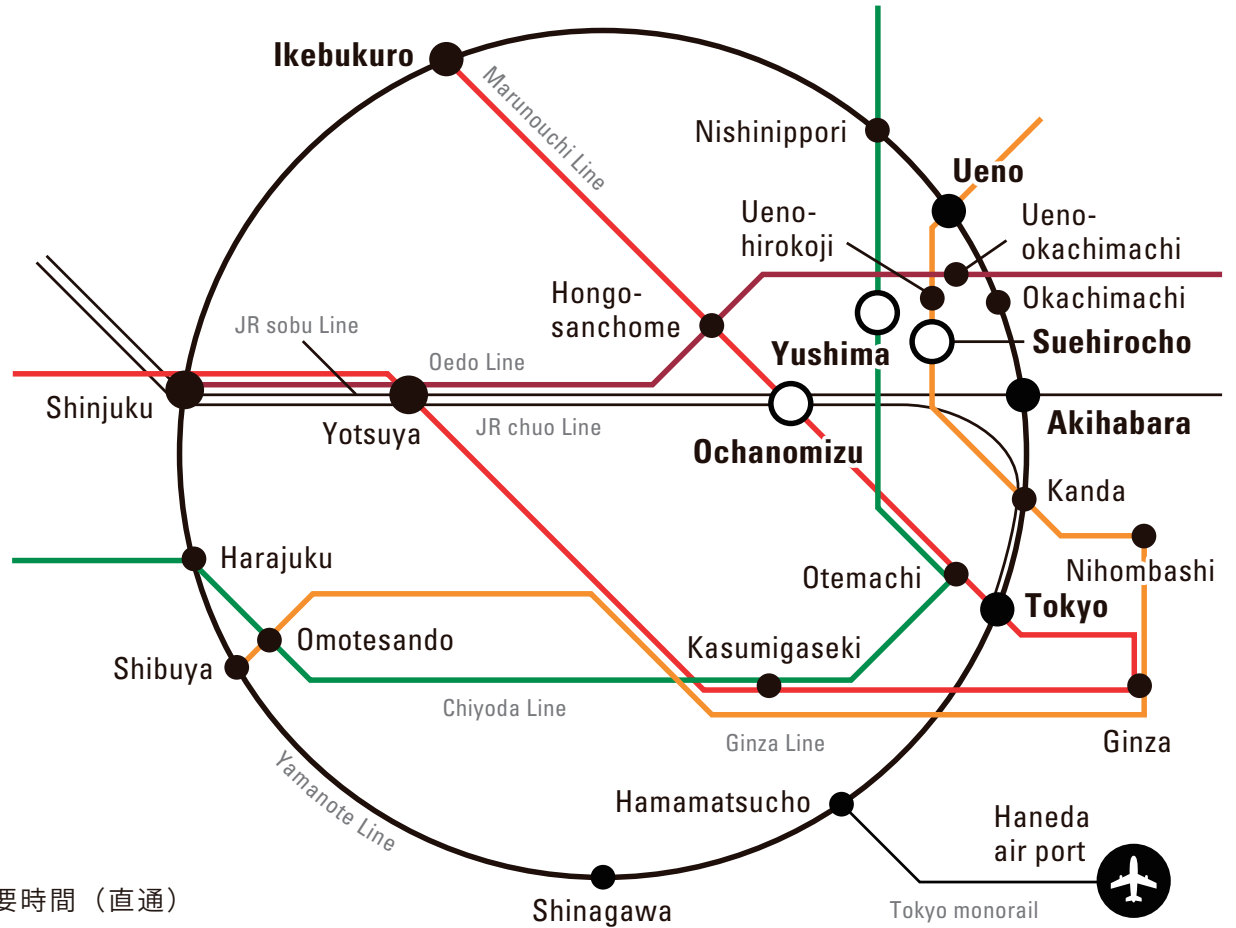 Ikebukuro
Marunouchi Line
Nishinippori
Ueno
Ueno-
hirokoji
Ueno-
okachimachi
Hongo-
sanchome
Okachimachi
JR sobu Line
Yushima
Suehirocho
Oedo Line
Shinjuku
Yotsuya
JR chuo Line
Ochanomizu
Akihabara
Kanda
Harajuku
Otemachi
Nihombashi
Tokyo
Omotesando
Kasumigaseki
Shibuya
Chiyoda Line
Ginza Line
Ginza
Yamanote Line
Hamamatsucho
Haneda
air port
要時間（直通）
Shinagawa
Tokyo monorail